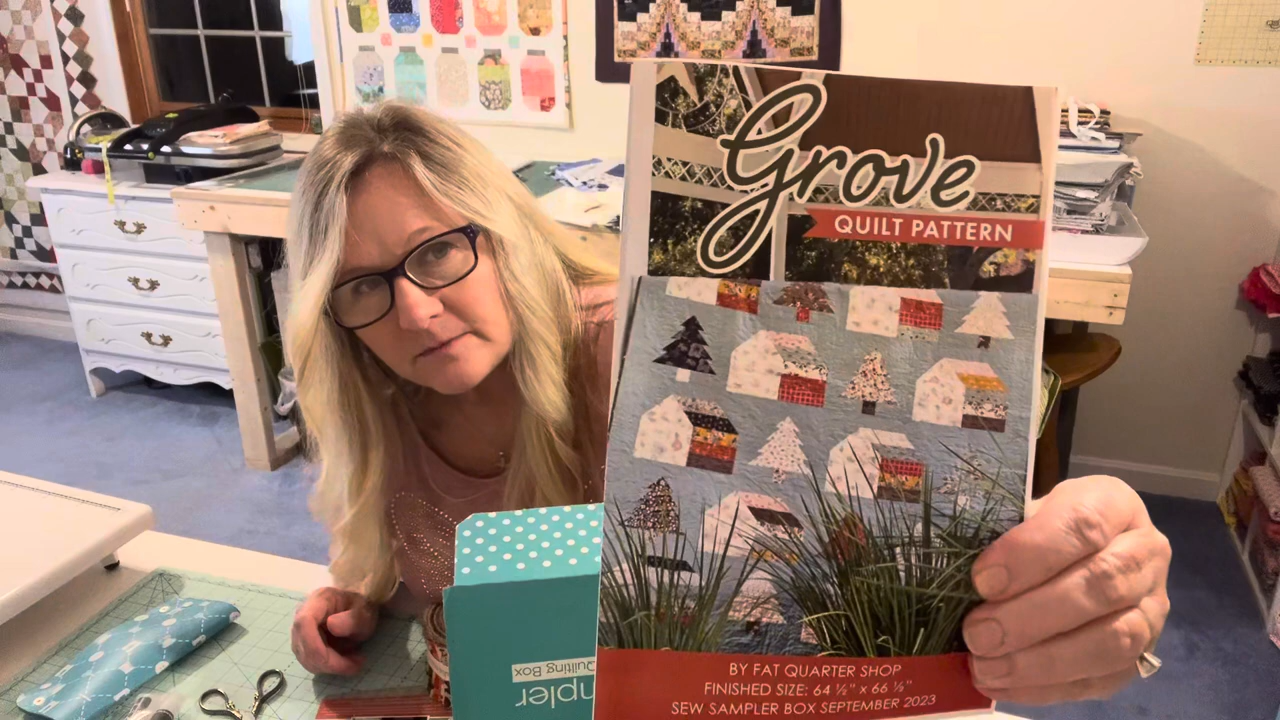 Grove
QUILT PATTERN
BY FAT QUARTER SHOP
FINISHED SIZE: 64 ½" x 66 ½"
SEW SAMPLER BOX SEPTEMBER 2023
Quilting Box